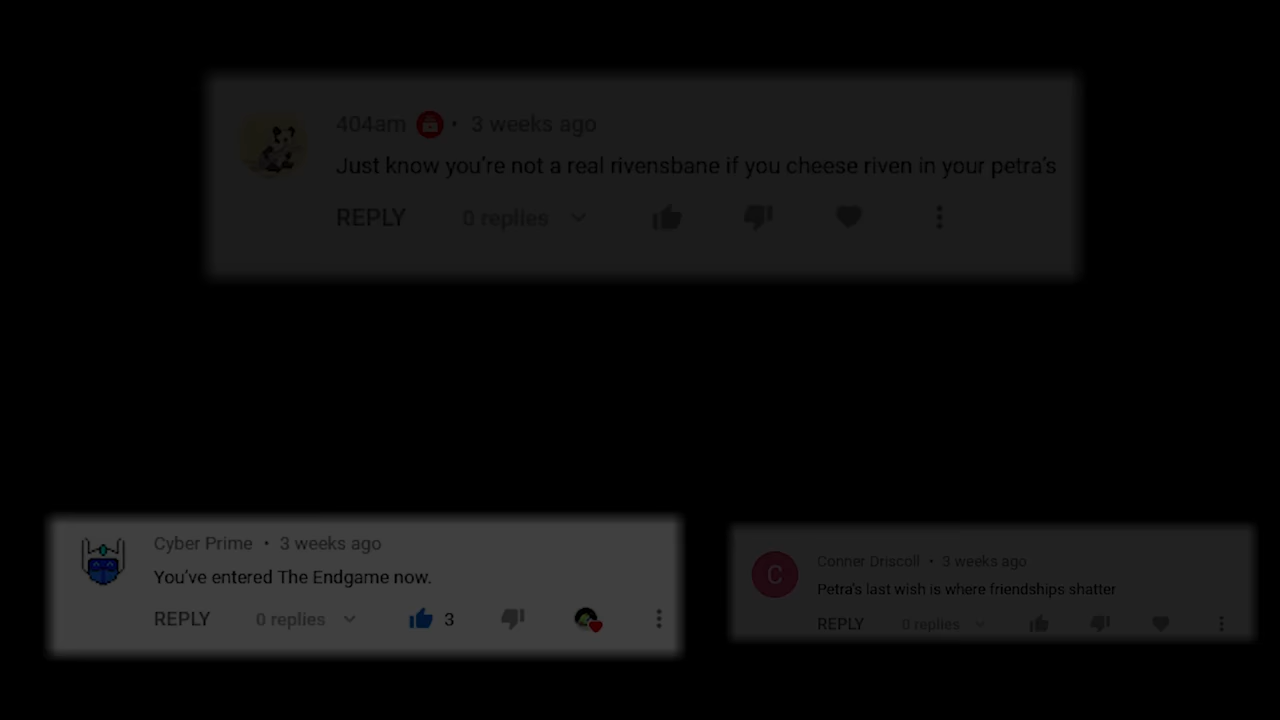 404am • 3 weeks ago
Just know you're not a real rivensbane if you cheese riven in your petra's
REPLY 0 replies
Cyber Prime • 3 weeks ago
You've entered The Endgame now.
REPLY 0 replies 3
C
Conner Driscoll • 3 weeks ago
Petra's last wish is where friendships shatter
REPLY 0 replies